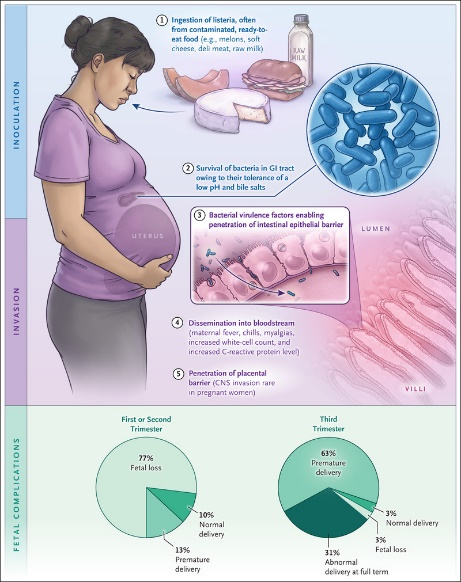 INOCULATION
1 Ingestion of listeria, often
from contaminated, ready-to-
eat food (e.g., melons, soft
cheese, deli meat, raw milk)
RAW
MILK
2 Survival of bacteria in GI tract
owing to their tolerance of a
low pH and bile salts
UTERUS
INVASION
3 Bacterial virulence factors enabling
penetration of intestinal epithelial barrier
LUMEN
4 Dissemination into bloodstream
(maternal fever, chills, myalgias,
increased white-cell count, and
increased C-reactive protein level)
5 Penetration of placental
barrier (CNS invasion rare
in pregnant women)
VILLI
FETAL COMPLICATIONS
First or Second
Trimester
77%
Fetal loss
10%
Normal
delivery
13%
Premature
delivery
Third
Trimester
63%
Premature
delivery
3%
Normal delivery
3%
Fetal loss
31%
Abnormal
delivery at full term